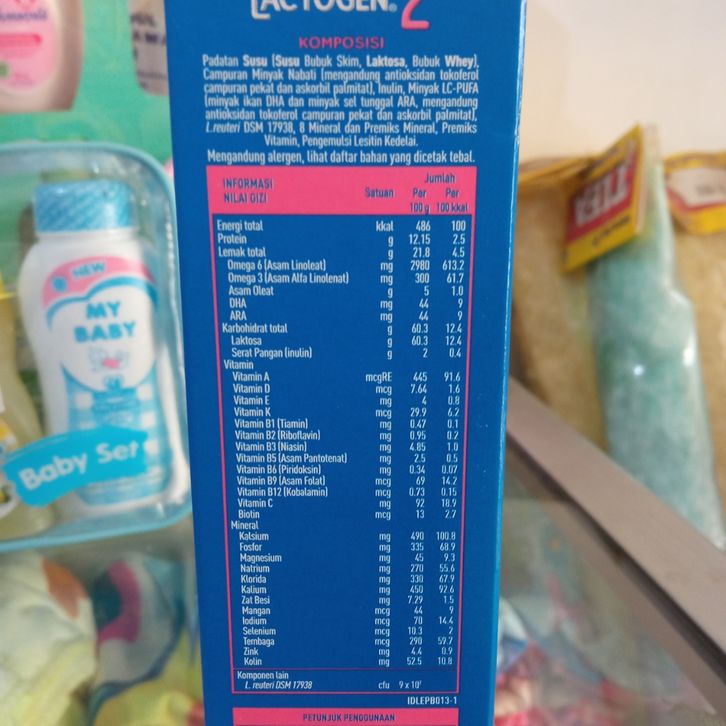 LACTOGEN® 2
KOMPOSISI
Padatan Susu (Susu Bubuk Skim, Laktosa, Bubuk Whey),
Campuran Minyak Nabati (mengandung antioksidan tokoferol
campuran pekat dan askorbil palmitat), Inulin, Minyak LC-PUFA
(minyak ikan DHA dan minyak sel tunggal ARA, mengandung
antioksidan tokoferol campuran pekat dan askorbil palmitat),
L.reuteri DSM 17938, 8 Mineral dan Premiks Mineral, Premiks
Vitamin, Pengemulsi Lesitin Kedelai.
Mengandung alergen, lihat daftar bahan yang dicetak tebal.
INFORMASI NILAI GIZI Satuan Jumlah
Per 100 g Per 100 kkal
Energi total kkal 486 100
Protein g 12.15 2.5
Lemak total g 21.8 4.5
Omega 6 (Asam Linoleat) mg 2980 613.2
Omega 3 (Asam Alfa Linolenat) mg 300 61.7
Asam Oleat g 5 1.0
DHA mg 44 9
ARA mg 44 9
Karbohidrat total g 60.3 12.4
Laktosa g 60.3 12.4
Serat Pangan (inulin) g 2 0.4
Vitamin
Vitamin A mcgRE 445 91.6
Vitamin D mcg 7.64 1.6
Vitamin E mg 4 0.8
Vitamin K mcg 29.9 6.2
Vitamin B1 (Tiamin) mg 0.47 0.1
Vitamin B2 (Riboflavin) mg 0.95 0.2
Vitamin B3 (Niasin) mg 4.85 1.0
Vitamin B5 (Asam Pantotenat) mg 2.5 0.5
Vitamin B6 (Piridoksin) mg 0.34 0.07
Vitamin B9 (Asam Folat) mcg 69 14.2
Vitamin B12 (Kobalamin) mcg 0.73 0.15
Vitamin C mg 92 18.9
Biotin mcg 13 2.7
Mineral
Kalsium mg 490 100.8
Fosfor mg 335 68.9
Magnesium mg 45 9.3
Natrium mg 270 55.6
Klorida mg 330 67.9
Kalium mg 450 92.6
Zat Besi mg 7.29 1.5
Mangan mcg 44 9
Iodium mcg 70 14.4
Selenium mcg 10.3 2
Tembaga mcg 290 59.7
Zink mg 4.4 0.9
Kolin mg 52.5 10.8
Komponen lain
L. reuteri DSM 17938 cfu 9 x 10⁷
IDLEPB013-1
PETUNJUK PENGGUNAAN
NEW
MY
BABY
Baby Set